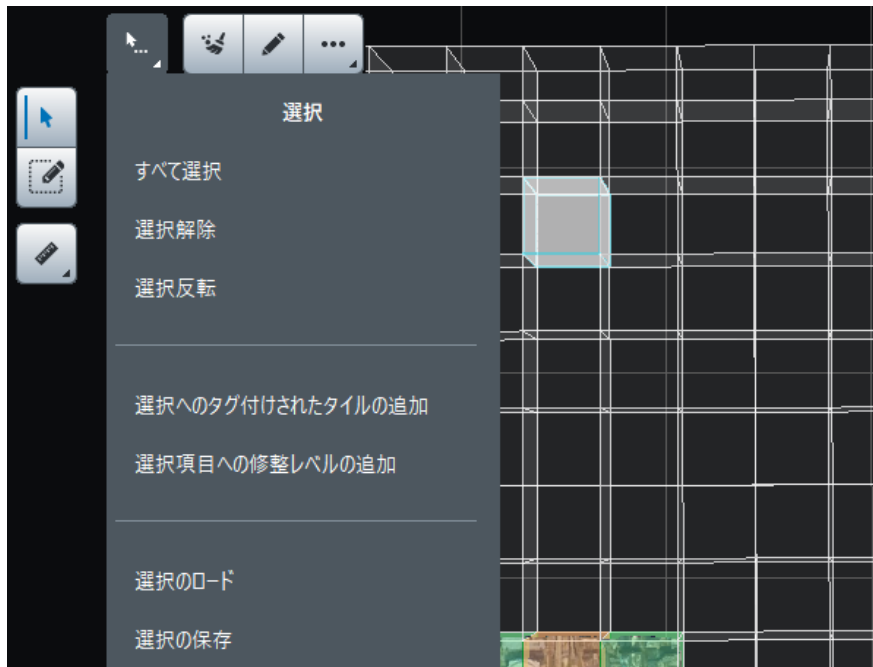 選択
すべて選択
選択解除
選択反転
選択へのタグ付けされたタイルの追加
選択項目への修整レベルの追加
選択のロード
選択の保存